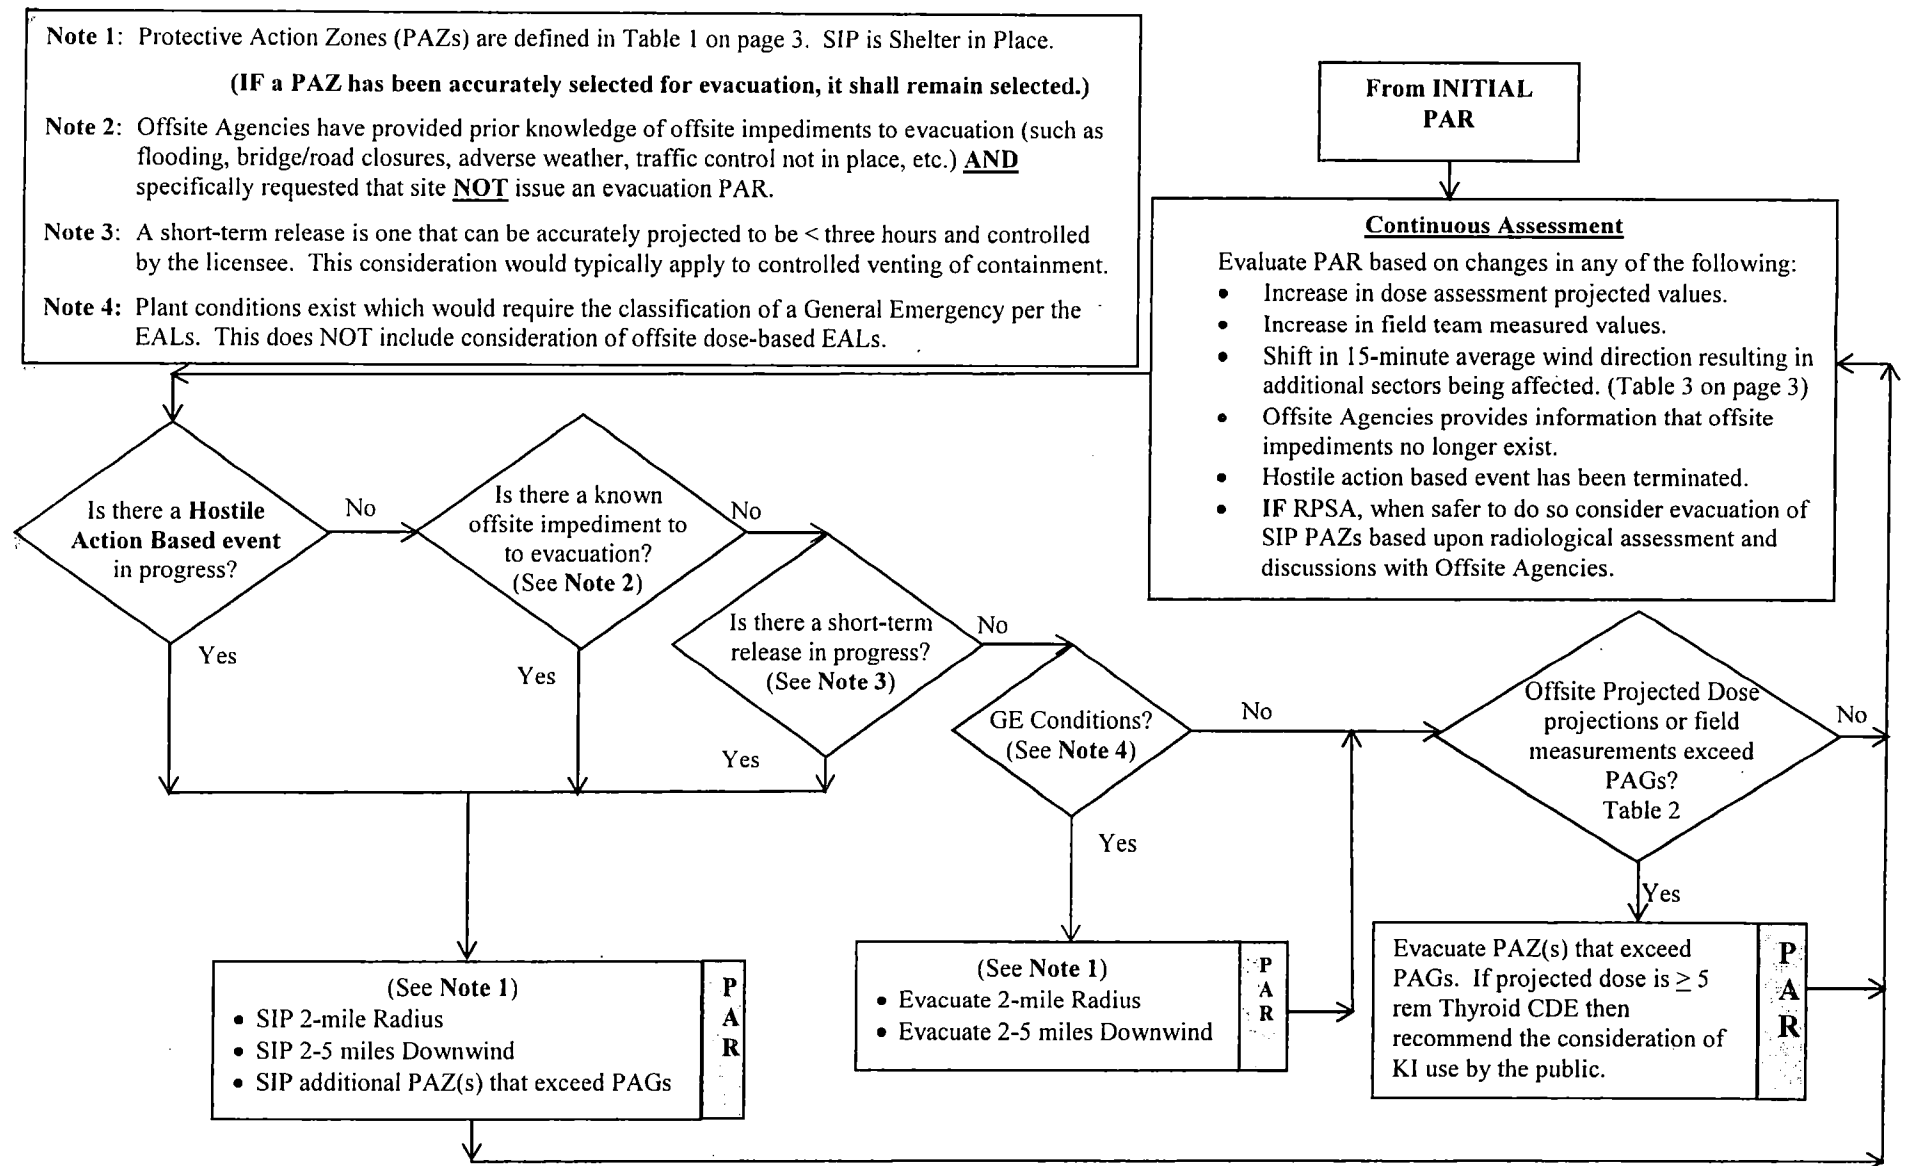 Note 1: Protective Action Zones (PAZs) are defined in Table 1 on page 3. SIP is Shelter in Place.
(IF a PAZ has been accurately selected for evacuation, it shall remain selected.)
Note 2: Offsite Agencies have provided prior knowledge of offsite impediments to evacuation (such as
flooding, bridge/road closures, adverse weather, traffic control not in place, etc.) AND
specifically requested that site NOT issue an evacuation PAR.
Note 3: A short-term release is one that can be accurately projected to be < three hours and controlled
by the licensee. This consideration would typically apply to controlled venting of containment.
Note 4: Plant conditions exist which would require the classification of a General Emergency per the
EALs. This does NOT include consideration of offsite dose-based EALs.
From INITIAL
PAR
Continuous Assessment
Evaluate PAR based on changes in any of the following:
• Increase in dose assessment projected values.
• Increase in field team measured values.
• Shift in 15-minute average wind direction resulting in
additional sectors being affected. (Table 3 on page 3)
• Offsite Agencies provides information that offsite
impediments no longer exist.
• Hostile action based event has been terminated.
• IF RPSA, when safer to do so consider evacuation of
SIP PAZs based upon radiological assessment and
discussions with Offsite Agencies.
Is there a Hostile
Action Based event
in progress?
No
Yes
Is there a known
offsite impediment to
to evacuation?
(See Note 2)
No
Yes
Is there a short-term
release in progress?
(See Note 3)
No
Yes
GE Conditions?
(See Note 4)
No
Yes
Offsite Projected Dose
projections or field
measurements exceed
PAGs?
Table 2
No
Yes
(See Note 1)
• SIP 2-mile Radius
• SIP 2-5 miles Downwind
• SIP additional PAZ(s) that exceed PAGs
P
A
R
(See Note 1)
• Evacuate 2-mile Radius
• Evacuate 2-5 miles Downwind
P
A
R
Evacuate PAZ(s) that exceed
PAGs. If projected dose is ≥ 5
rem Thyroid CDE then
recommend the consideration of
KI use by the public.
P
A
R